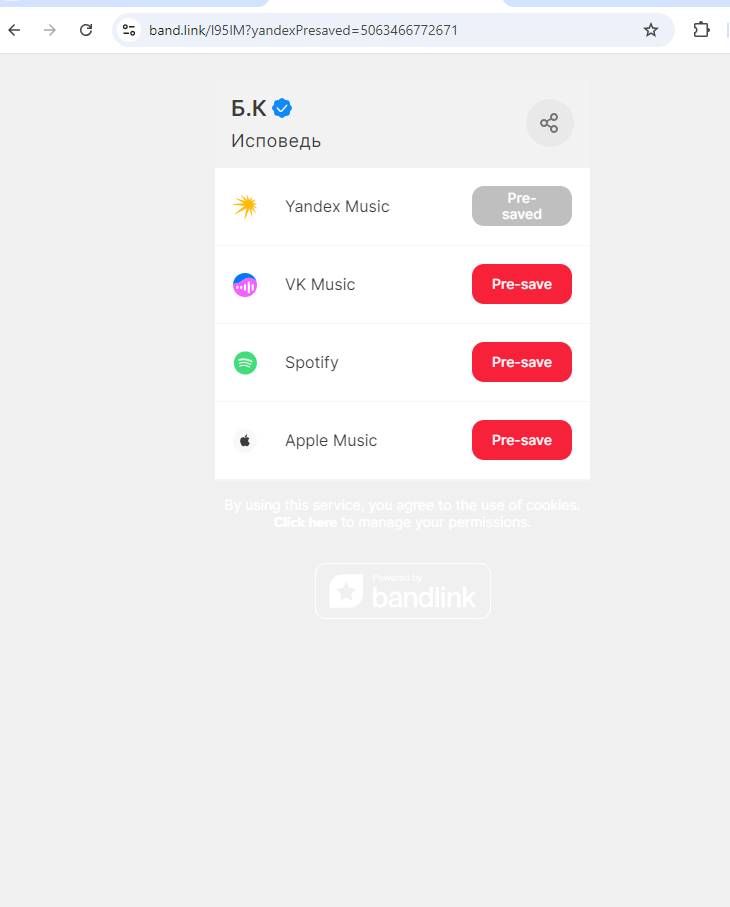 band.link/I95IM?yandexPresaved=5063466772671
Б.К
Исповедь
Yandex Music
Pre-
saved
VK Music
Pre-save
Spotify
Pre-save
Apple Music
Pre-save
By using this service, you agree to the use of cookies.
Click here to manage your permissions.
Powered by
bandlink